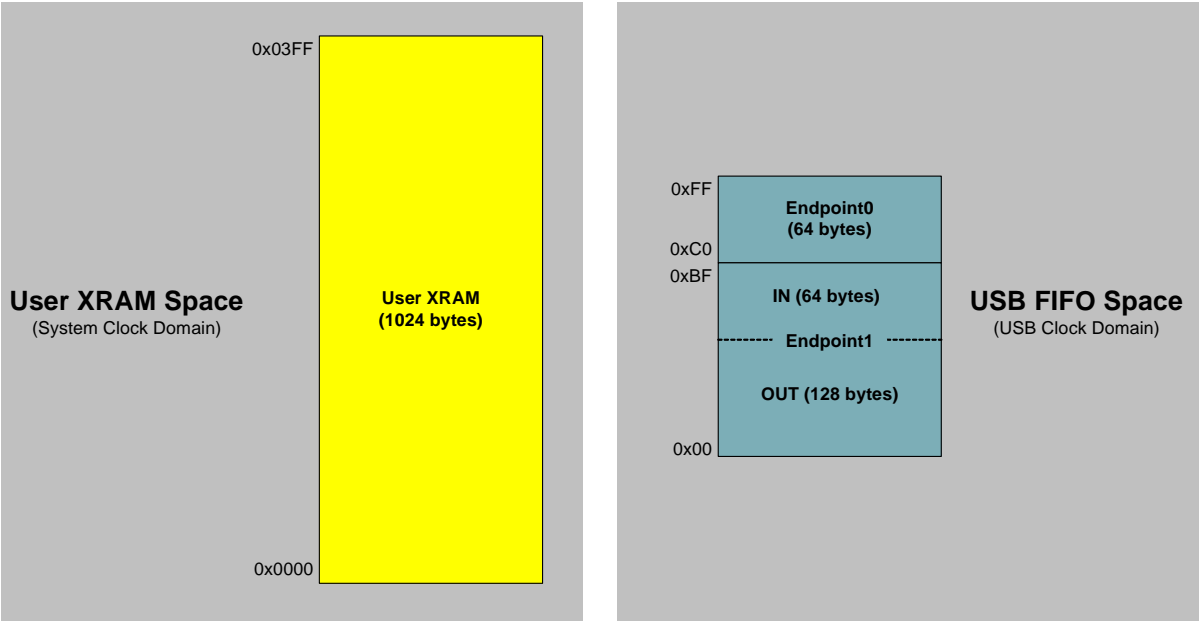 0x03FF
User XRAM Space
(System Clock Domain)
User XRAM
(1024 bytes)
0x0000
0xFF
Endpoint0
(64 bytes)
0xC0
0xBF
IN (64 bytes)
Endpoint1
OUT (128 bytes)
0x00
USB FIFO Space
(USB Clock Domain)